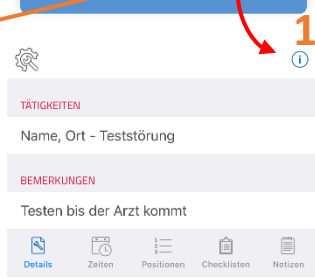 1
i
TÄTIGKEITEN
Name, Ort - Teststörung
BEMERKUNGEN
Testen bis der Arzt kommt
Details Zeiten Positionen Checklisten Notizen